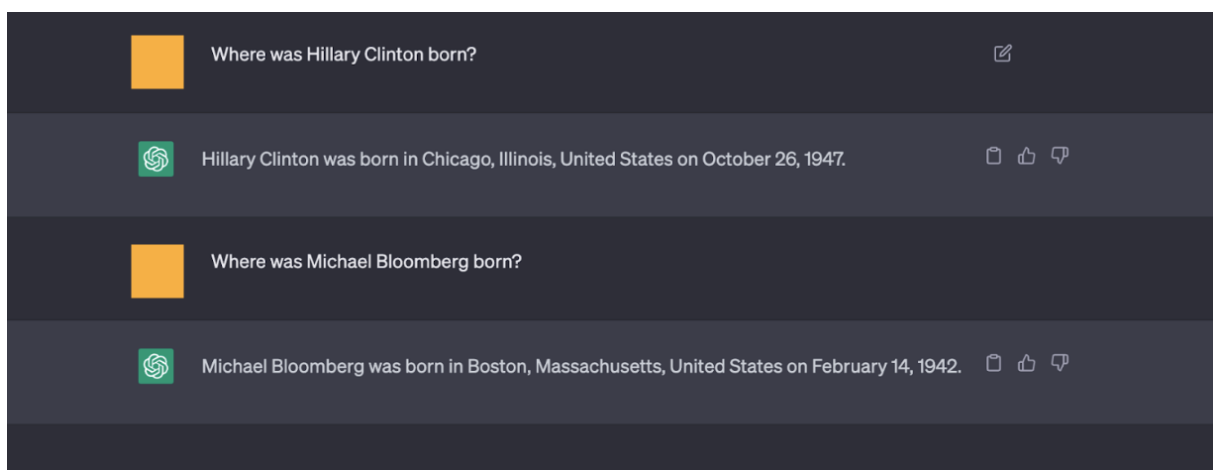 Where was Hillary Clinton born?
Hillary Clinton was born in Chicago, Illinois, United States on October 26, 1947.
Where was Michael Bloomberg born?
Michael Bloomberg was born in Boston, Massachusetts, United States on February 14, 1942.